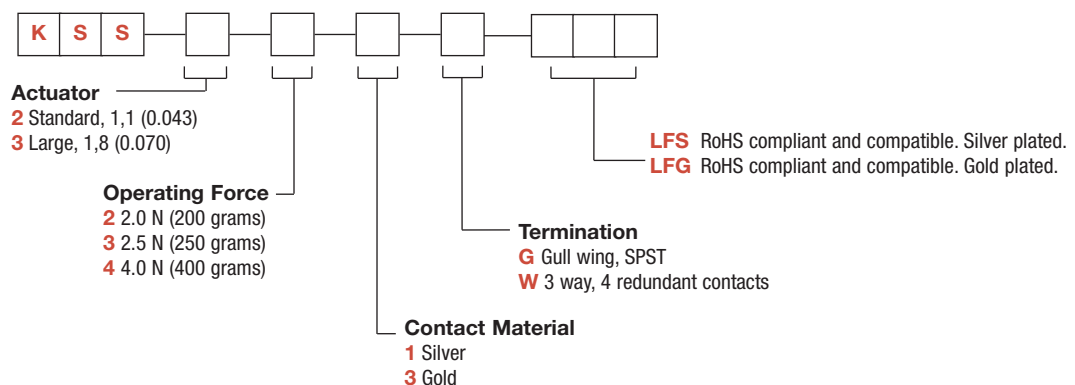 K S S
Actuator
2 Standard, 1,1 (0.043)
3 Large, 1,8 (0.070)
LFS RoHS compliant and compatible. Silver plated.
LFG RoHS compliant and compatible. Gold plated.
Operating Force
2 2.0 N (200 grams)
3 2.5 N (250 grams)
4 4.0 N (400 grams)
Termination
G Gull wing, SPST
W 3 way, 4 redundant contacts
Contact Material
1 Silver
3 Gold